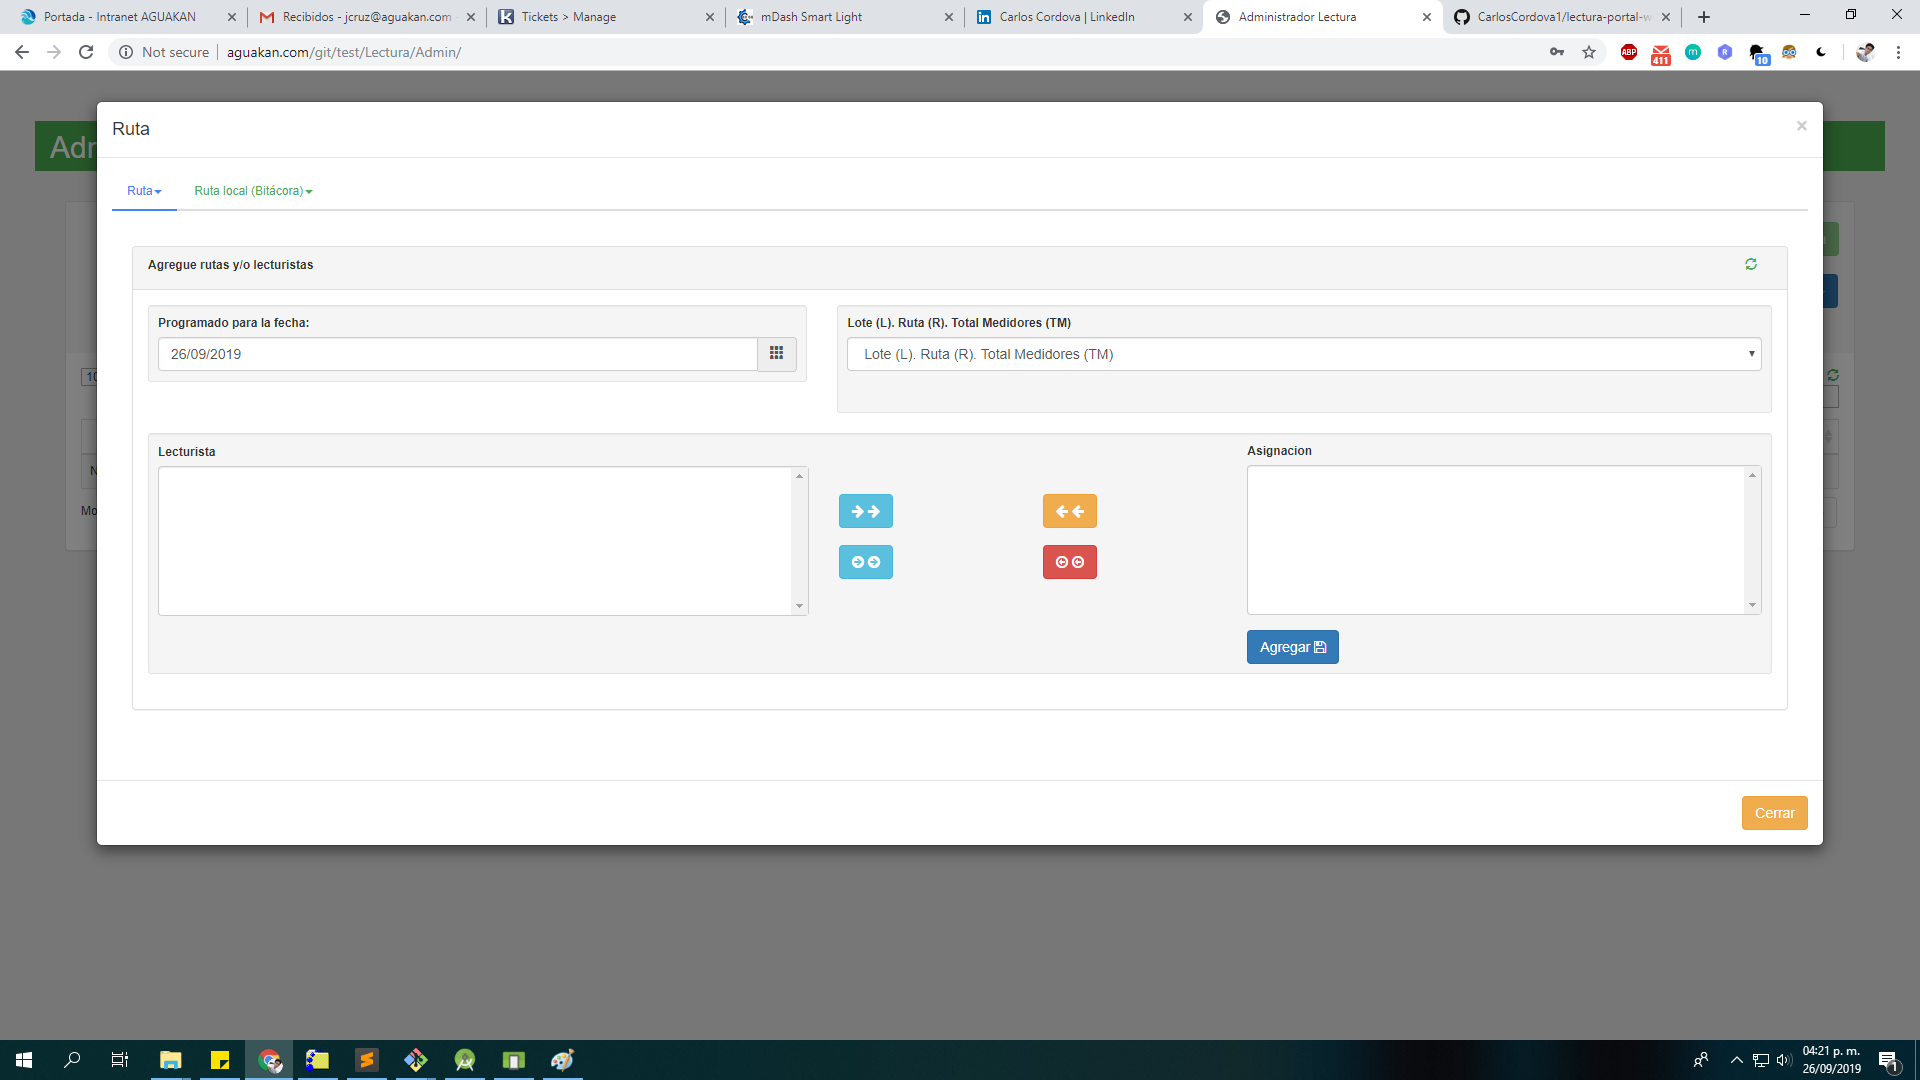 Portada - Intranet AGUAKAN
Recibidos - jcruz@aguakan.com
Tickets > Manage
mDash Smart Light
Carlos Cordova | LinkedIn
Administrador Lectura
CarlosCordova1/lectura-portal-w
Not secure
aguakan.com/git/test/Lectura/Admin/
ABP
411
m
R
10
Adr
Ruta
×
Ruta
Ruta local (Bitácora)
Agregue rutas y/o lecturistas
Programado para la fecha:
26/09/2019
Lote (L). Ruta (R). Total Medidores (TM)
Lote (L). Ruta (R). Total Medidores (TM)
10
N
Mo
Lecturista
Asignacion
Agregar
Cerrar
04:21 p. m.
26/09/2019
1